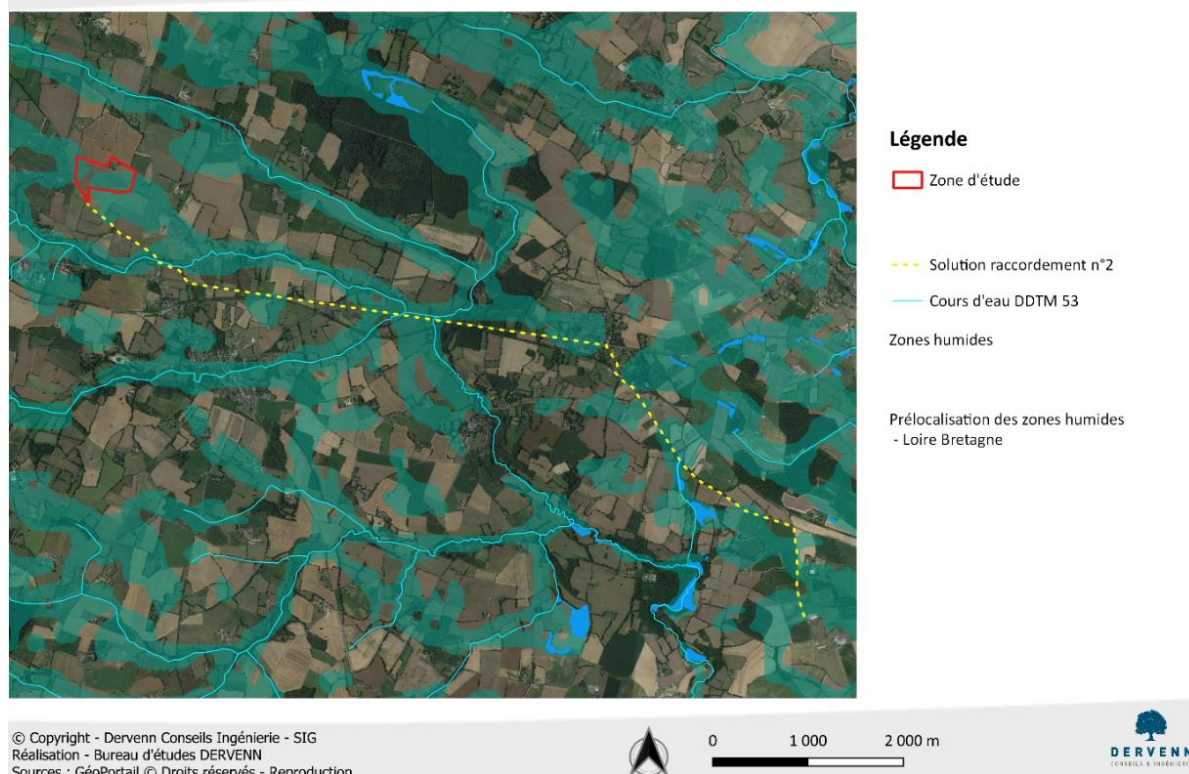 Légende
Zone d'étude
Solution raccordement n°2
Cours d'eau DDTM 53
Zones humides
Prélocalisation des zones humides
- Loire Bretagne
© Copyright - Dervenn Conseils Ingénierie - SIG
Réalisation - Bureau d'études DERVENN
Sources : GéoPortail © Droits réservés - Reproduction
0 1 000 2 000 m
DERVENN
CONSEILS & INGÉNIERIE